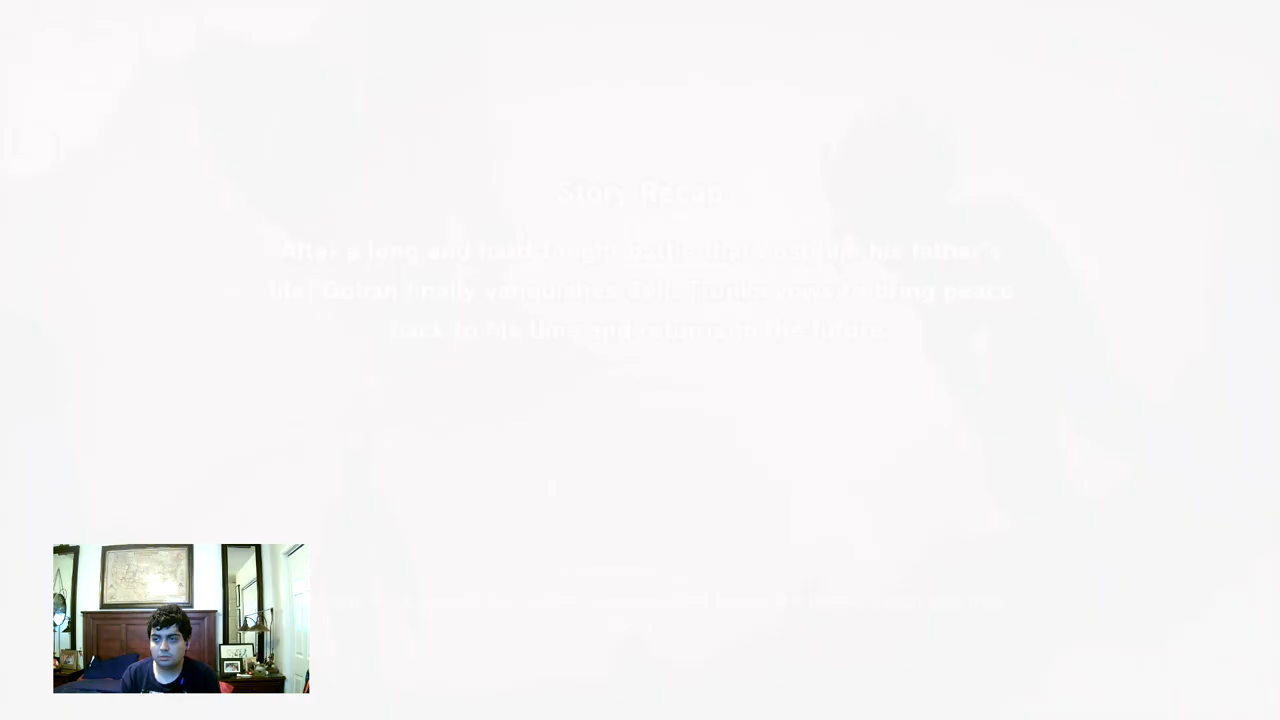 Story Recap
After a long and hard-fought battle that cost him his father's
life, Gohan finally vanquishes Cell. Trunks vows to bring peace
back to his time and returns to the future.